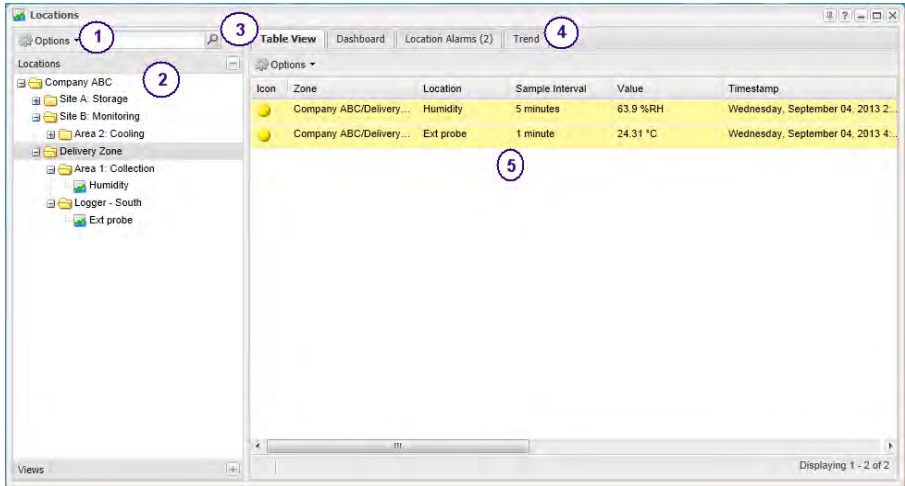 Locations
Options 1 3 Table View Dashboard Location Alarms (2) Trend 4
Locations 2 Options
Icon Zone Location Sample Interval Value Timestamp
Company ABC
Site A: Storage
Site B: Monitoring
Area 2: Cooling
Delivery Zone
Area 1: Collection
Humidity
Logger - South
Ext probe
Company ABC/Delivery... Humidity 5 minutes 63.9 %RH Wednesday, September 04, 2013 2:..
Company ABC/Delivery... Ext probe 1 minute 24.31 °C Wednesday, September 04, 2013 4:..
5
Views Displaying 1 - 2 of 2